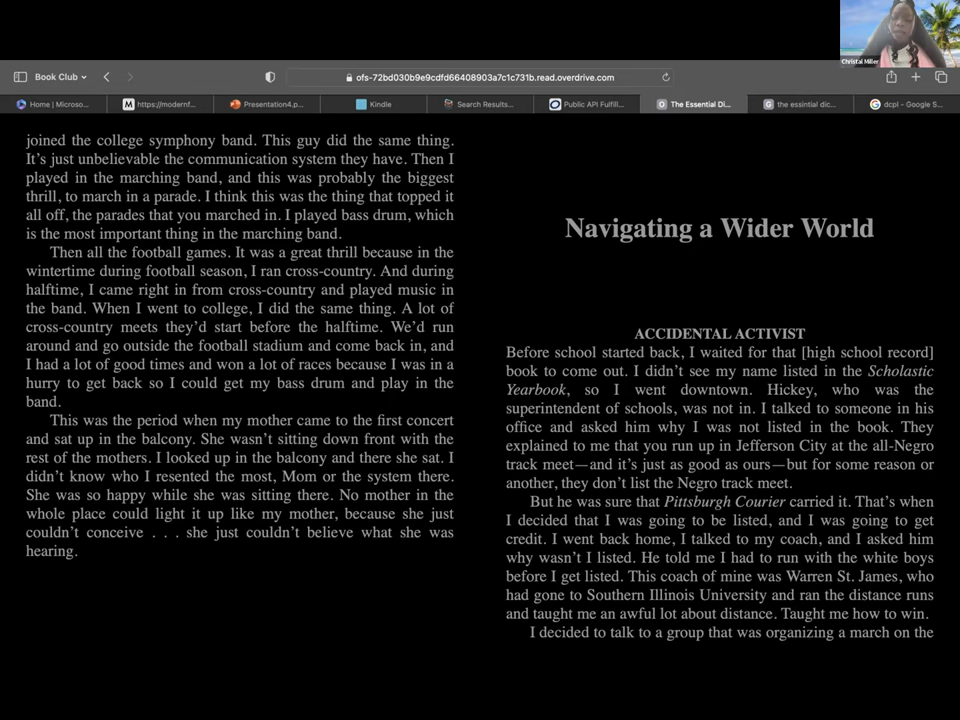 Christal Miller
Book Club
ofs-72bd030b9e9cdfd66408903a7c1c731b.read.overdrive.com
Home | Microso...
M https://modernf...
Presentation4.p...
Kindle
Search Results...
Public API Fulfill...
The Essential Di...
G the essintial dic...
dcpl - Google S...
joined the college symphony band. This guy did the same thing.
It's just unbelievable the communication system they have. Then I
played in the marching band, and this was probably the biggest
thrill, to march in a parade. I think this was the thing that topped it
all off, the parades that you marched in. I played bass drum, which
is the most important thing in the marching band.
Then all the football games. It was a great thrill because in the
wintertime during football season, I ran cross-country. And during
halftime, I came right in from cross-country and played music in
the band. When I went to college, I did the same thing. A lot of
cross-country meets they'd start before the halftime. We'd run
around and go outside the football stadium and come back in, and
I had a lot of good times and won a lot of races because I was in a
hurry to get back so I could get my bass drum and play in the
band.
This was the period when my mother came to the first concert
and sat up in the balcony. She wasn't sitting down front with the
rest of the mothers. I looked up in the balcony and there she sat. I
didn't know who I resented the most, Mom or the system there.
She was so happy while she was sitting there. No mother in the
whole place could light it up like my mother, because she just
couldn't conceive . . . she just couldn't believe what she was
hearing.
Navigating a Wider World
ACCIDENTAL ACTIVIST
Before school started back, I waited for that [high school record]
book to come out. I didn't see my name listed in the Scholastic
Yearbook, so I went downtown. Hickey, who was the
superintendent of schools, was not in. I talked to someone in his
office and asked him why I was not listed in the book. They
explained to me that you run up in Jefferson City at the all-Negro
track meet—and it's just as good as ours—but for some reason or
another, they don't list the Negro track meet.
But he was sure that Pittsburgh Courier carried it. That's when
I decided that I was going to be listed, and I was going to get
credit. I went back home, I talked to my coach, and I asked him
why wasn't I listed. He told me I had to run with the white boys
before I get listed. This coach of mine was Warren St. James, who
had gone to Southern Illinois University and ran the distance runs
and taught me an awful lot about distance. Taught me how to win.
I decided to talk to a group that was organizing a march on the